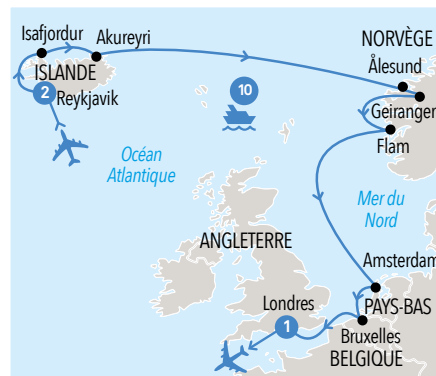 Isafjordur
Akureyri
ISLANDE
2
Reykjavik
10
NORVÈGE
Ålesund
Geiranger
Flam
Océan
Atlantique
Mer du
Nord
ANGLETERRE
Amsterdam
Londres
1
PAYS-BAS
Bruxelles
BELGIQUE